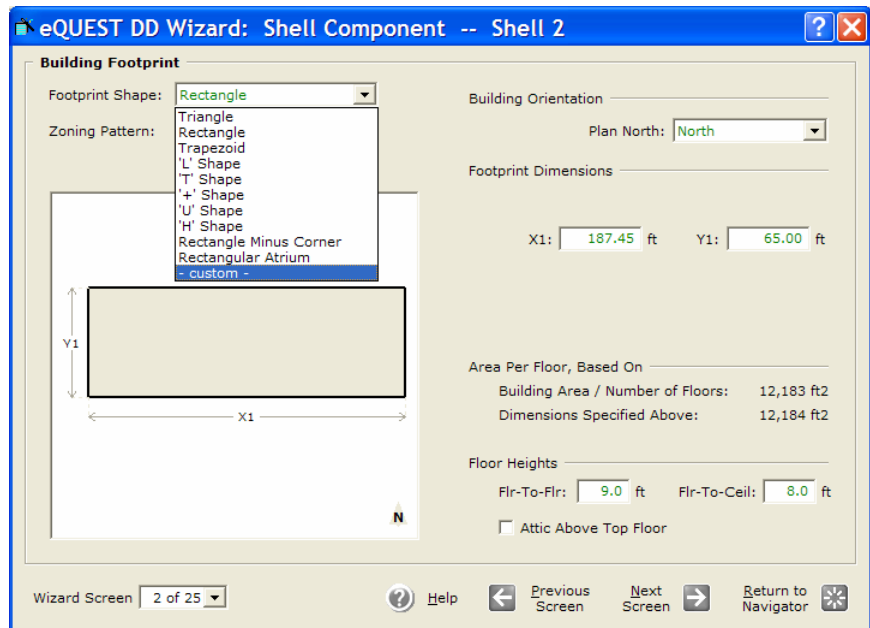 eQUEST DD Wizard: Shell Component -- Shell 2
Building Footprint
Footprint Shape: Rectangle
Triangle
Rectangle
Trapezoid
'L' Shape
'T' Shape
'+' Shape
'U' Shape
'H' Shape
Rectangle Minus Corner
Rectangular Atrium
- custom -
Zoning Pattern:
Y1
X1
N
Building Orientation
Plan North: North
Footprint Dimensions
X1: 187.45 ft Y1: 65.00 ft
Area Per Floor, Based On
Building Area / Number of Floors: 12,183 ft2
Dimensions Specified Above: 12,184 ft2
Floor Heights
Flr-To-Flr: 9.0 ft Flr-To-Ceil: 8.0 ft
Attic Above Top Floor
Wizard Screen 2 of 25
? Help
Previous Screen
Next Screen
Return to Navigator